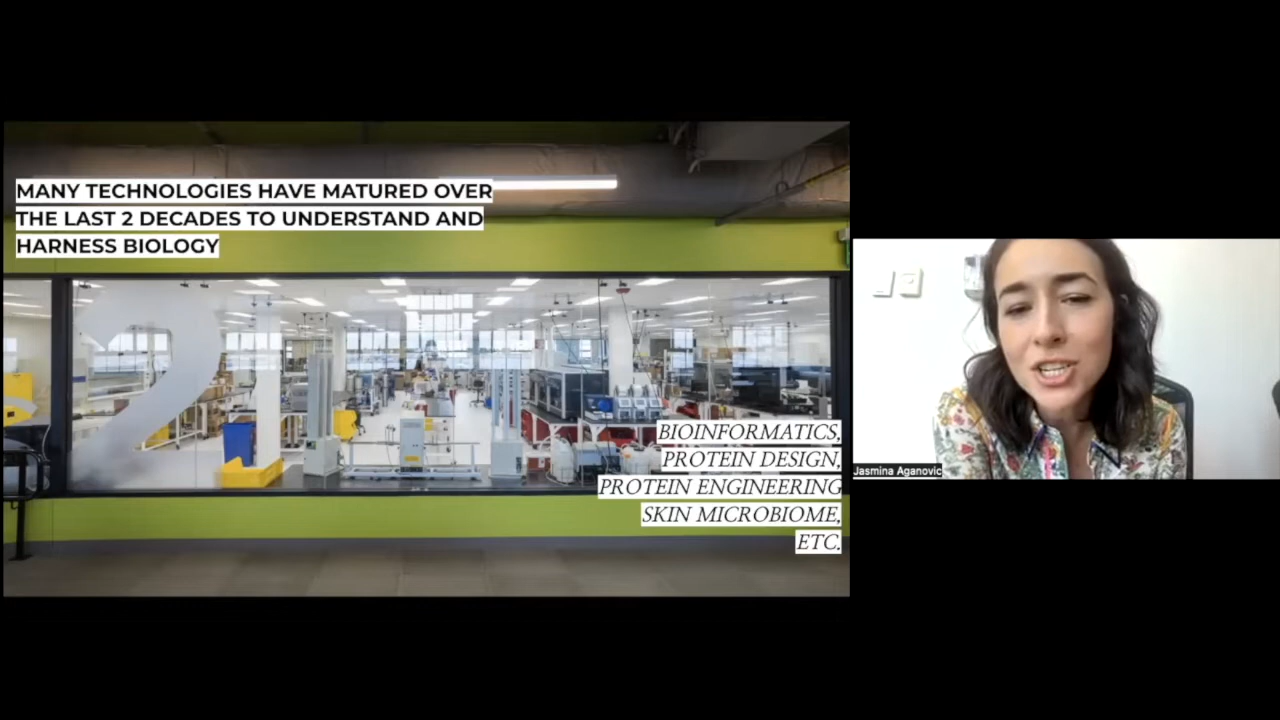 MANY TECHNOLOGIES HAVE MATURED OVER
THE LAST 2 DECADES TO UNDERSTAND AND
HARNESS BIOLOGY
2
BIOINFORMATICS,
PROTEIN DESIGN,
PROTEIN ENGINEERING
SKIN MICROBIOME,
ETC.
Jasmina Aganovic